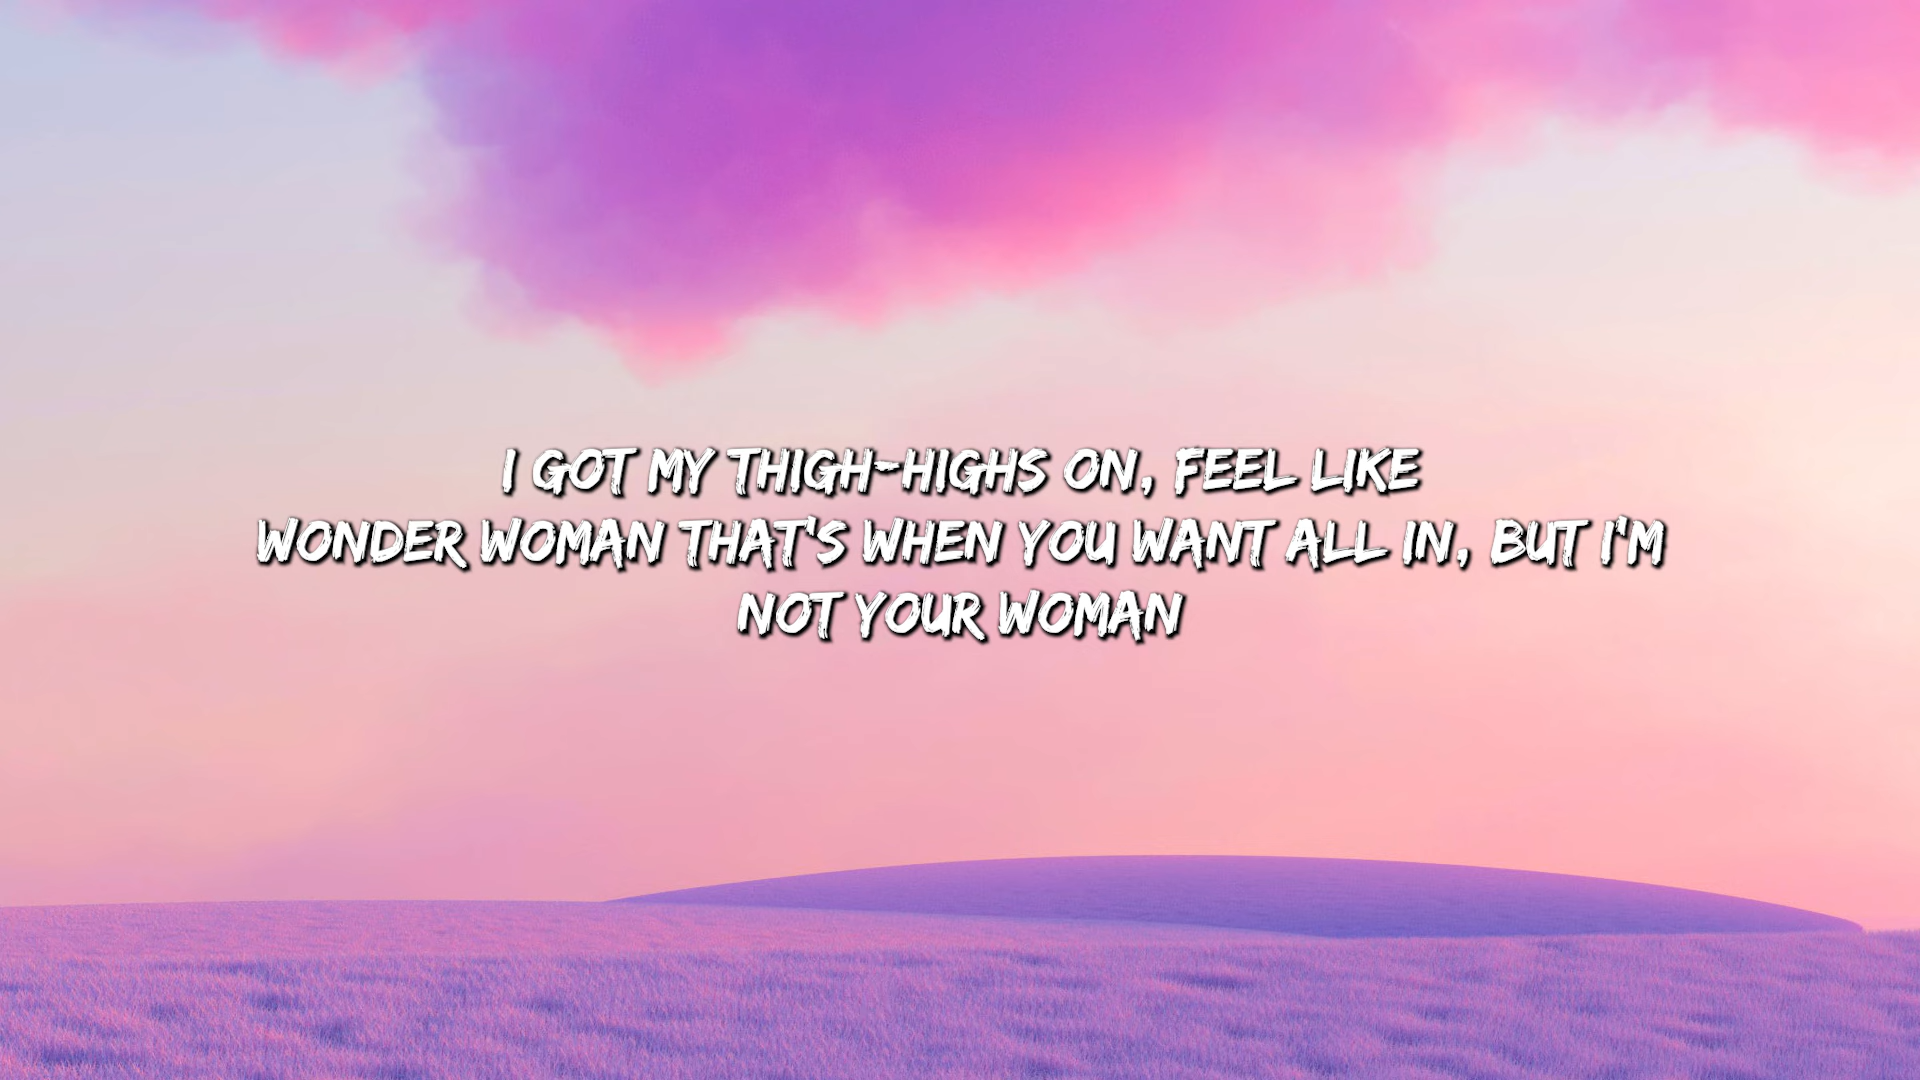 I GOT MY THIGH-HIGHS ON, FEEL LIKE
WONDER WOMAN THAT'S WHEN YOU WANT ALL IN, BUT I'M
NOT YOUR WOMAN